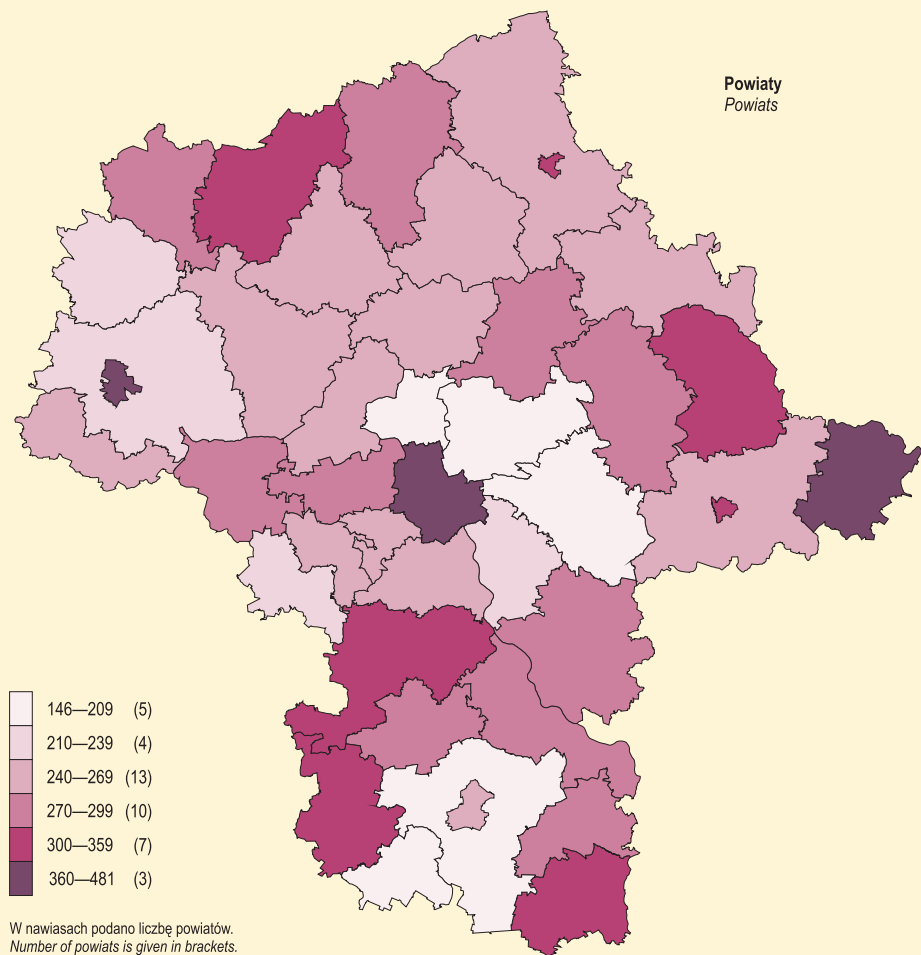 Powiaty
Powiats
146—209 (5)
210—239 (4)
240—269 (13)
270—299 (10)
300—359 (7)
360—481 (3)
W nawiasach podano liczbę powiatów.
Number of powiats is given in brackets.